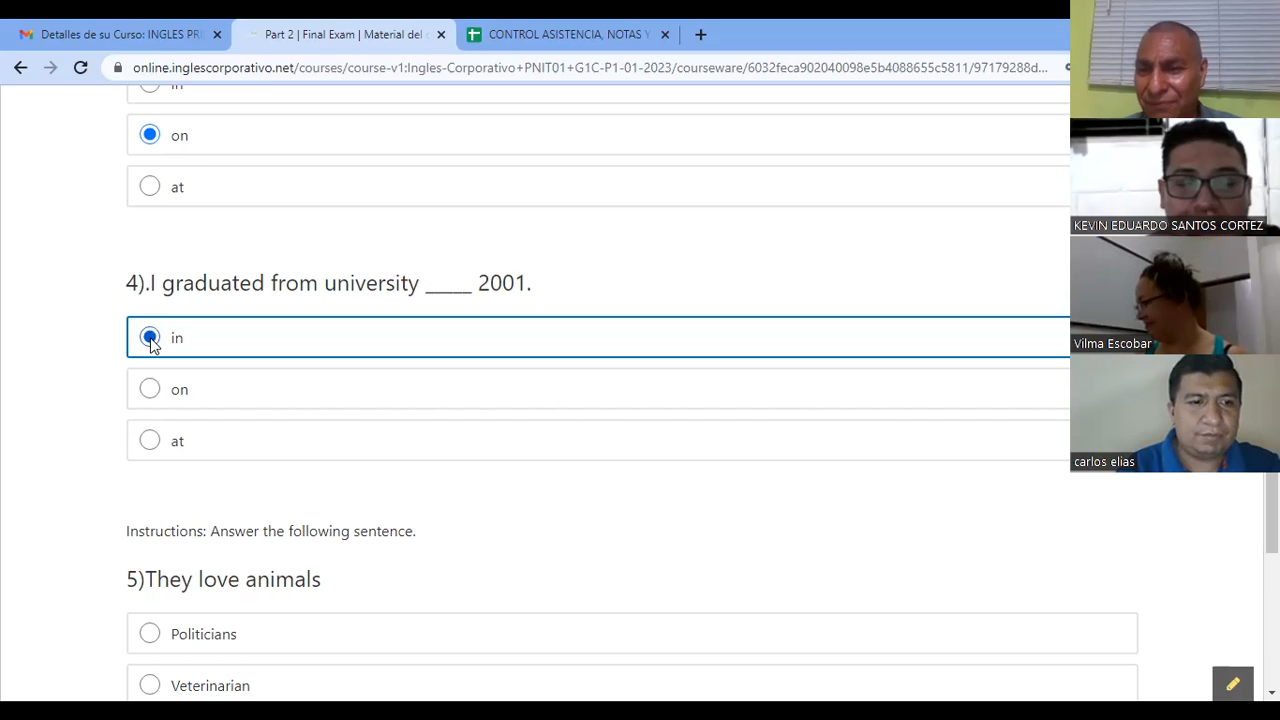 Detalles de su Curso: INGLES PR
Part 2 | Final Exam | Material de
CONTROL ASISTENCIA, NOTAS Y
online.inglescorporativo.net/courses/course-v1:Ingles-Corporativo+UNIT01+G1C-P1-01-2023/courseware/6032feca902040098e5b4088655c5811/97179288d...
in
on
at
4).I graduated from university _____ 2001.
in
on
at
Instructions: Answer the following sentence.
5)They love animals
Politicians
Veterinarian
KEVIN EDUARDO SANTOS CORTEZ
Vilma Escobar
carlos elias